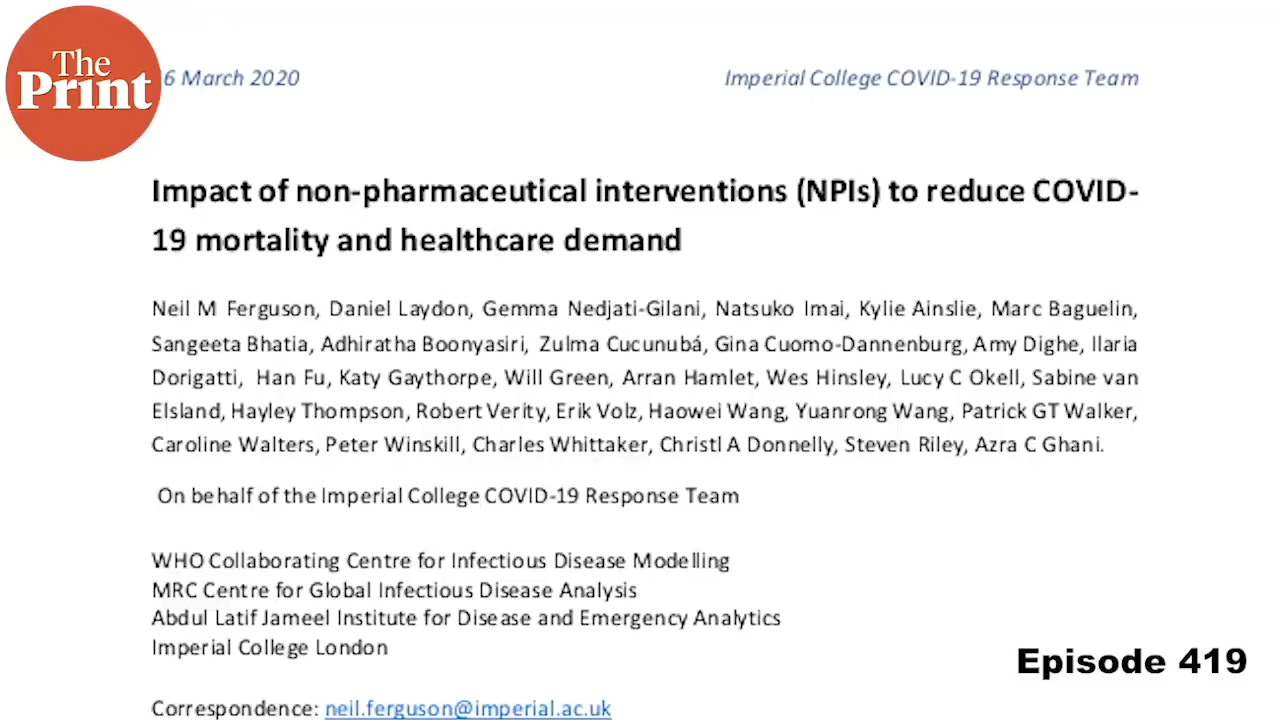 The
Print
6 March 2020
Imperial College COVID-19 Response Team
Impact of non-pharmaceutical interventions (NPIs) to reduce COVID-
19 mortality and healthcare demand
Neil M Ferguson, Daniel Laydon, Gemma Nedjati-Gilani, Natsuko Imai, Kylie Ainslie, Marc Baguelin,
Sangeeta Bhatia, Adhiratha Boonyasiri, Zulma Cucunubá, Gina Cuomo-Dannenburg, Amy Dighe, Ilaria
Dorigatti, Han Fu, Katy Gaythorpe, Will Green, Arran Hamlet, Wes Hinsley, Lucy C Okell, Sabine van
Elsland, Hayley Thompson, Robert Verity, Erik Volz, Haowei Wang, Yuanrong Wang, Patrick GT Walker,
Caroline Walters, Peter Winskill, Charles Whittaker, Christl A Donnelly, Steven Riley, Azra C Ghani.
On behalf of the Imperial College COVID-19 Response Team
WHO Collaborating Centre for Infectious Disease Modelling
MRC Centre for Global Infectious Disease Analysis
Abdul Latif Jameel Institute for Disease and Emergency Analytics
Imperial College London
Episode 419
Correspondence: neil.ferguson@imperial.ac.uk